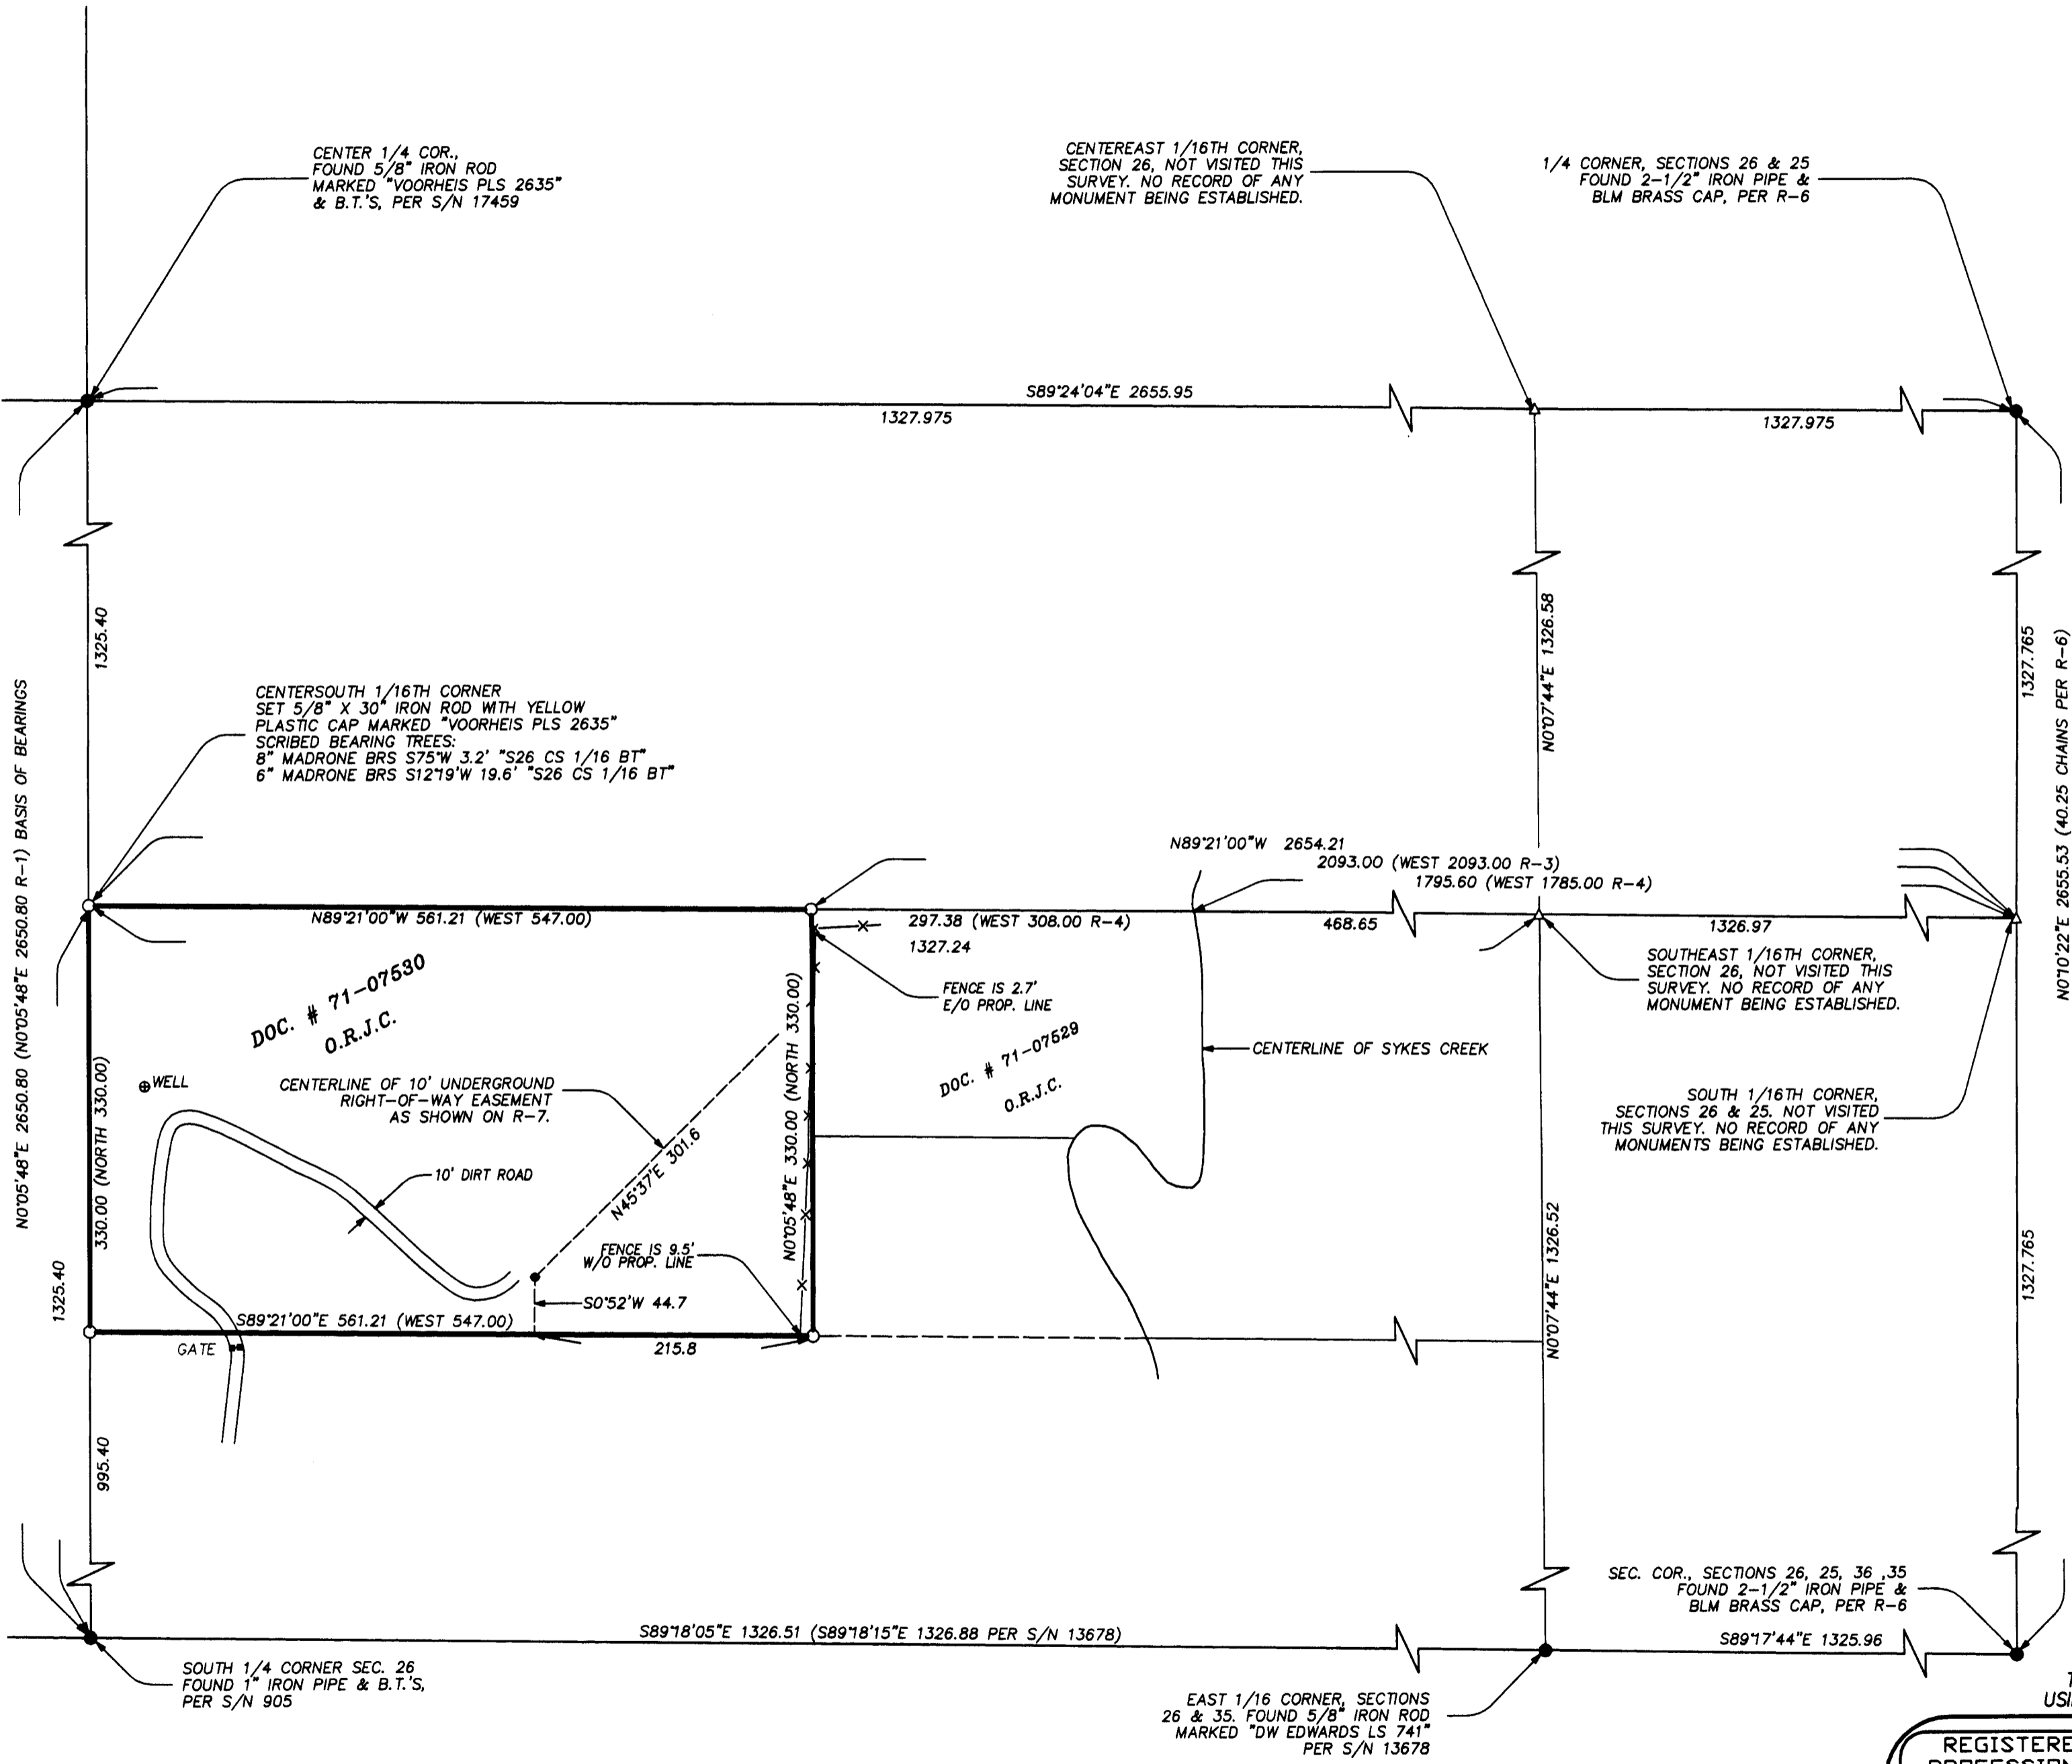 CENTER 1/4 COR.,
FOUND 5/8" IRON ROD
MARKED "VOORHEIS PLS 2635"
& B.T.'S, PER S/N 17459
CENTEREAST 1/16TH CORNER,
SECTION 26, NOT VISITED THIS
SURVEY. NO RECORD OF ANY
MONUMENT BEING ESTABLISHED.
1/4 CORNER, SECTIONS 26 & 25
FOUND 2-1/2" IRON PIPE &
BLM BRASS CAP, PER R-6
S89°24'04"E 2655.95
1327.975
1327.975
N0°05'48"E 2650.80 (N0°05'48"E 2650.80 R-1) BASIS OF BEARINGS
1325.40
N0°07'44"E 1326.58
1327.765
N0°10'22"E 2655.53 (40.25 CHAINS PER R-6)
CENTERSOUTH 1/16TH CORNER
SET 5/8" X 30" IRON ROD WITH YELLOW
PLASTIC CAP MARKED "VOORHEIS PLS 2635"
SCRIBED BEARING TREES:
8" MADRONE BRS S75°W 3.2' "S26 CS 1/16 BT"
6" MADRONE BRS S12°19'W 19.6' "S26 CS 1/16 BT"
N89°21'00"W 2654.21
2093.00 (WEST 2093.00 R-3)
1795.60 (WEST 1785.00 R-4)
N89°21'00"W 561.21 (WEST 547.00)
297.38 (WEST 308.00 R-4)
468.65
1326.97
1327.24
DOC. # 71-07530
O.R.J.C.
FENCE IS 2.7'
E/O PROP. LINE
SOUTHEAST 1/16TH CORNER,
SECTION 26, NOT VISITED THIS
SURVEY. NO RECORD OF ANY
MONUMENT BEING ESTABLISHED.
DOC. # 71-07529
O.R.J.C.
CENTERLINE OF SYKES CREEK
330.00 (NORTH 330.00)
WELL
CENTERLINE OF 10' UNDERGROUND
RIGHT-OF-WAY EASEMENT
AS SHOWN ON R-7.
N0°05'48"E 330.00 (NORTH 330.00)
SOUTH 1/16TH CORNER,
SECTIONS 26 & 25. NOT VISITED
THIS SURVEY. NO RECORD OF ANY
MONUMENTS BEING ESTABLISHED.
10' DIRT ROAD
N45°37'E 301.6
FENCE IS 9.5'
W/O PROP. LINE
1325.40
S0°52'W 44.7
N0°07'44"E 1326.52
1327.765
S89°21'00"E 561.21 (WEST 547.00)
GATE
215.8
995.40
SEC. COR., SECTIONS 26, 25, 36 ,35
FOUND 2-1/2" IRON PIPE &
BLM BRASS CAP, PER R-6
S89°18'05"E 1326.51 (S89°18'15"E 1326.88 PER S/N 13678)
S89°17'44"E 1325.96
SOUTH 1/4 CORNER SEC. 26
FOUND 1" IRON PIPE & B.T.'S,
PER S/N 905
EAST 1/16 CORNER, SECTIONS
26 & 35. FOUND 5/8" IRON ROD
MARKED "DW EDWARDS LS 741"
PER S/N 13678